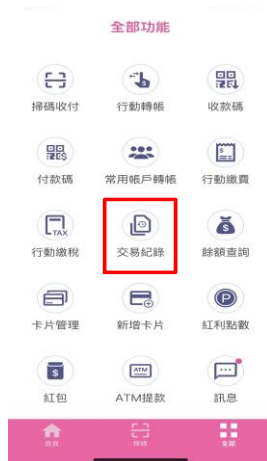 全部功能
掃碼收付 行動轉帳 收款碼
付款碼 常用帳戶轉帳 行動繳費
TAX
行動繳稅 交易紀錄 餘額查詢
卡片管理 新增卡片 紅利點數
ATM
紅包 ATM提款 訊息
首頁 掃碼 全部